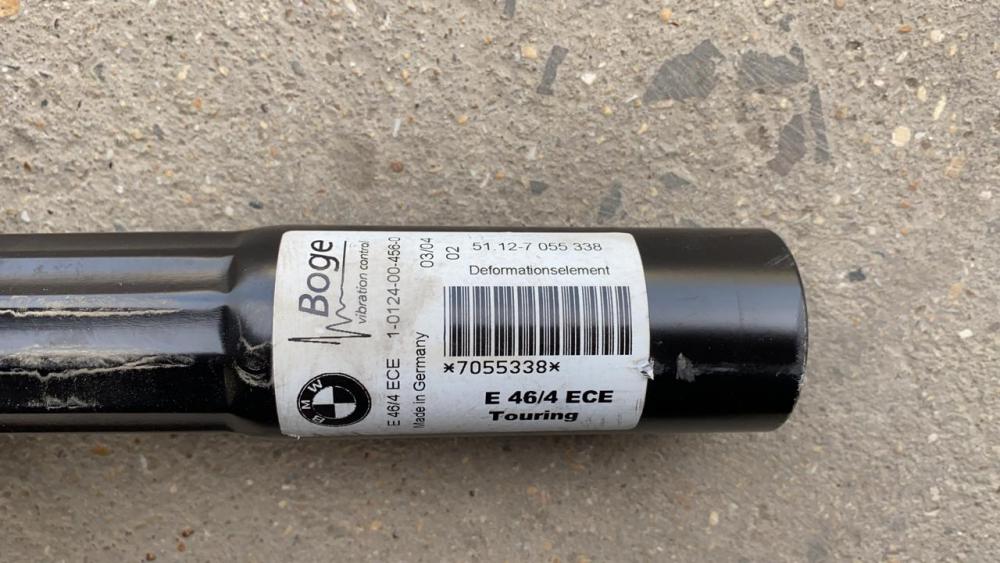 Boge
vibration control
E 46/4 ECE 1-0124-00-456-0
Made in Germany 03/04
02
BMW
51.12-7 055 338
Deformationselement
*7055338*
E 46/4 ECE
Touring